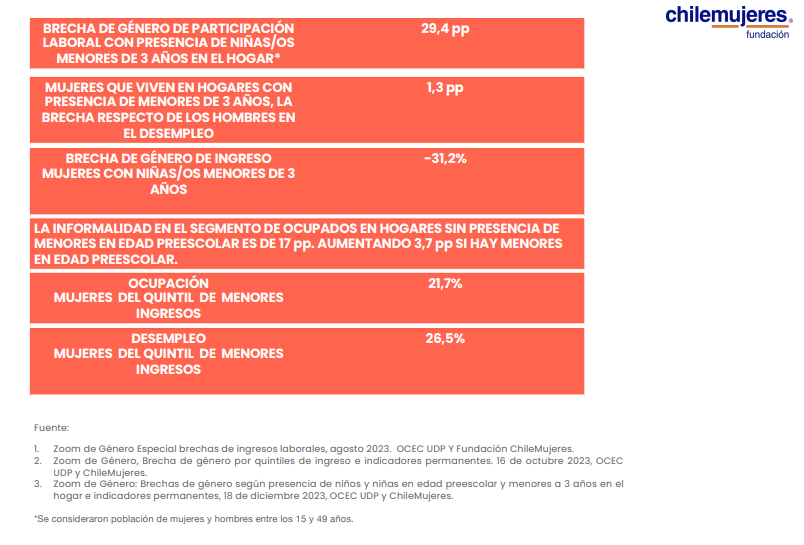 chilemujeres®
fundación
BRECHA DE GÉNERO DE PARTICIPACIÓN
LABORAL CON PRESENCIA DE NIÑAS/OS
MENORES DE 3 AÑOS EN EL HOGAR*
29,4 pp
MUJERES QUE VIVEN EN HOGARES CON
PRESENCIA DE MENORES DE 3 AÑOS, LA
BRECHA RESPECTO DE LOS HOMBRES EN
EL DESEMPLEO
1,3 pp
BRECHA DE GÉNERO DE INGRESO
MUJERES CON NIÑAS/OS MENORES DE 3
AÑOS
-31,2%
LA INFORMALIDAD EN EL SEGMENTO DE OCUPADOS EN HOGARES SIN PRESENCIA DE
MENORES EN EDAD PREESCOLAR ES DE 17 pp. AUMENTANDO 3,7 pp SI HAY MENORES
EN EDAD PREESCOLAR.
OCUPACIÓN
MUJERES DEL QUINTIL DE MENORES
INGRESOS
21,7%
DESEMPLEO
MUJERES DEL QUINTIL DE MENORES
INGRESOS
26,5%
Fuente:
1. Zoom de Género Especial brechas de ingresos laborales, agosto 2023. OCEC UDP Y Fundación ChileMujeres.
2. Zoom de Género, Brecha de género por quintiles de ingreso e indicadores permanentes. 16 de octubre 2023, OCEC
UDP y ChileMujeres.
3. Zoom de Género: Brechas de género según presencia de niños y niñas en edad preescolar y menores a 3 años en el
hogar e indicadores permanentes, 18 de diciembre 2023, OCEC UDP y ChileMujeres.
*Se consideraron población de mujeres y hombres entre los 15 y 49 años.